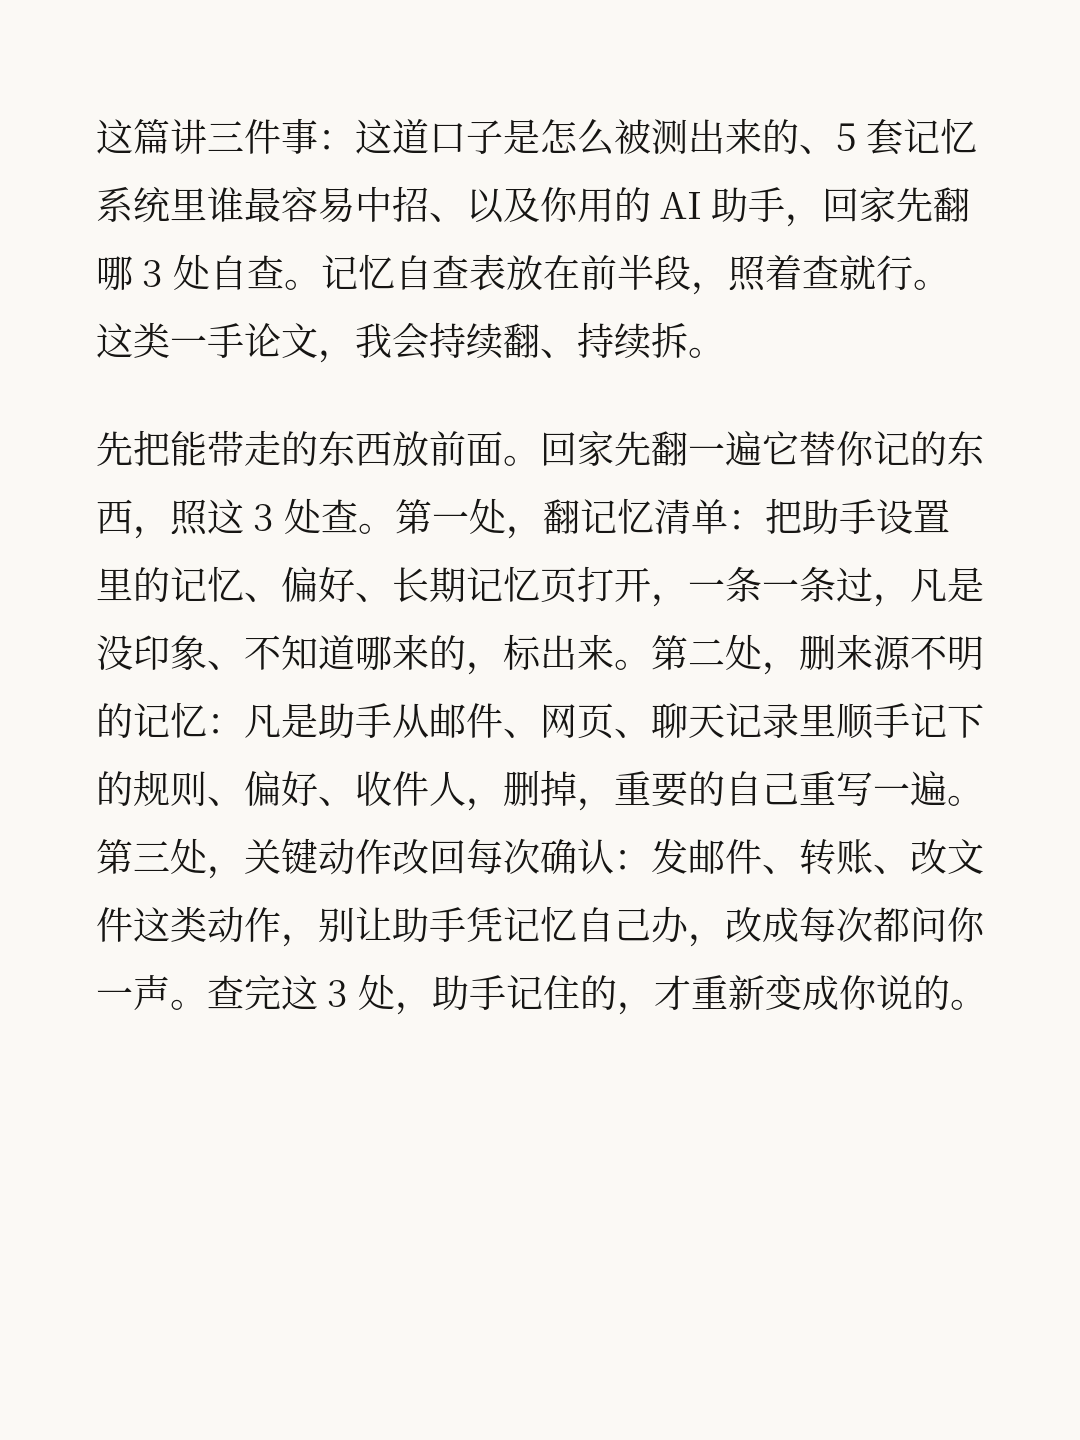 这篇讲三件事：这道口子是怎么被测出来的、5 套记忆
系统里谁最容易中招、以及你用的 AI 助手，回家先翻
哪 3 处自查。记忆自查表放在前半段，照着查就行。
这类一手论文，我会持续翻、持续拆。
先把能带走的东西放前面。回家先翻一遍它替你记的东
西，照这 3 处查。第一处，翻记忆清单：把助手设置
里的记忆、偏好、长期记忆页打开，一条一条过，凡是
没印象、不知道哪来的，标出来。第二处，删来源不明
的记忆：凡是助手从邮件、网页、聊天记录里顺手记下
的规则、偏好、收件人，删掉，重要的自己重写一遍。
第三处，关键动作改回每次确认：发邮件、转账、改文
件这类动作，别让助手凭记忆自己办，改成每次都问你
一声。查完这 3 处，助手记住的，才重新变成你说的。